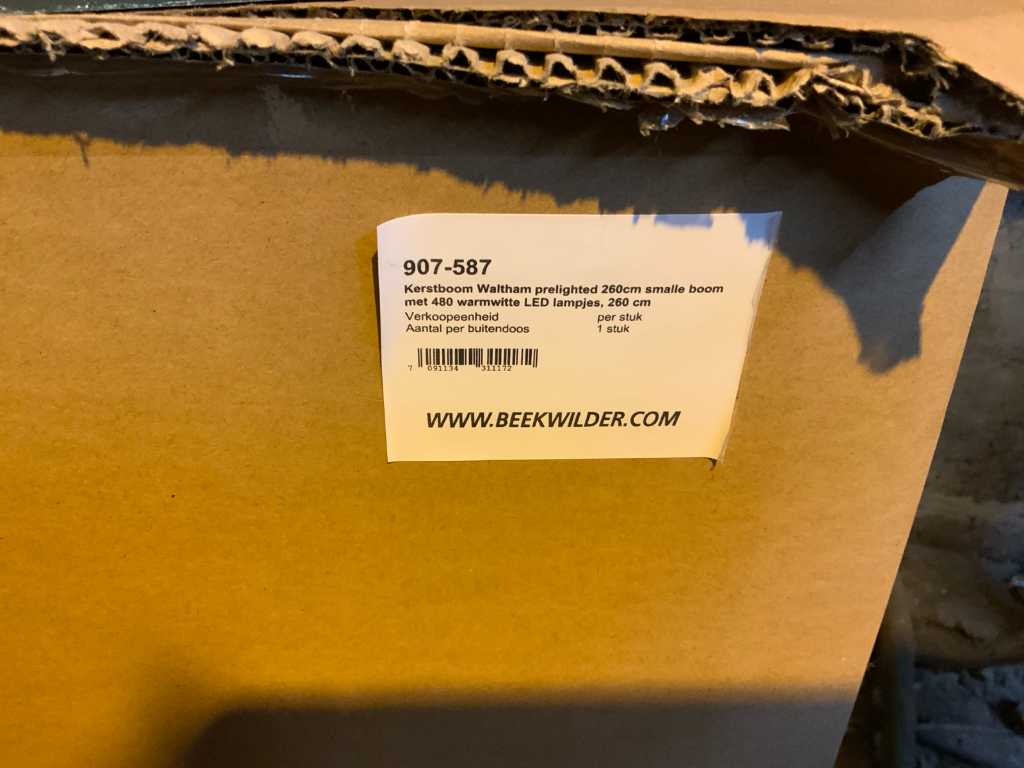 907-587
Kerstboom Waltham prelighted 260cm smalle boom
met 480 warmwitte LED lampjes, 260 cm
Verkoopeenheid per stuk
Aantal per buitendoos 1 stuk
7 091134 311172
WWW.BEEKWILDER.COM